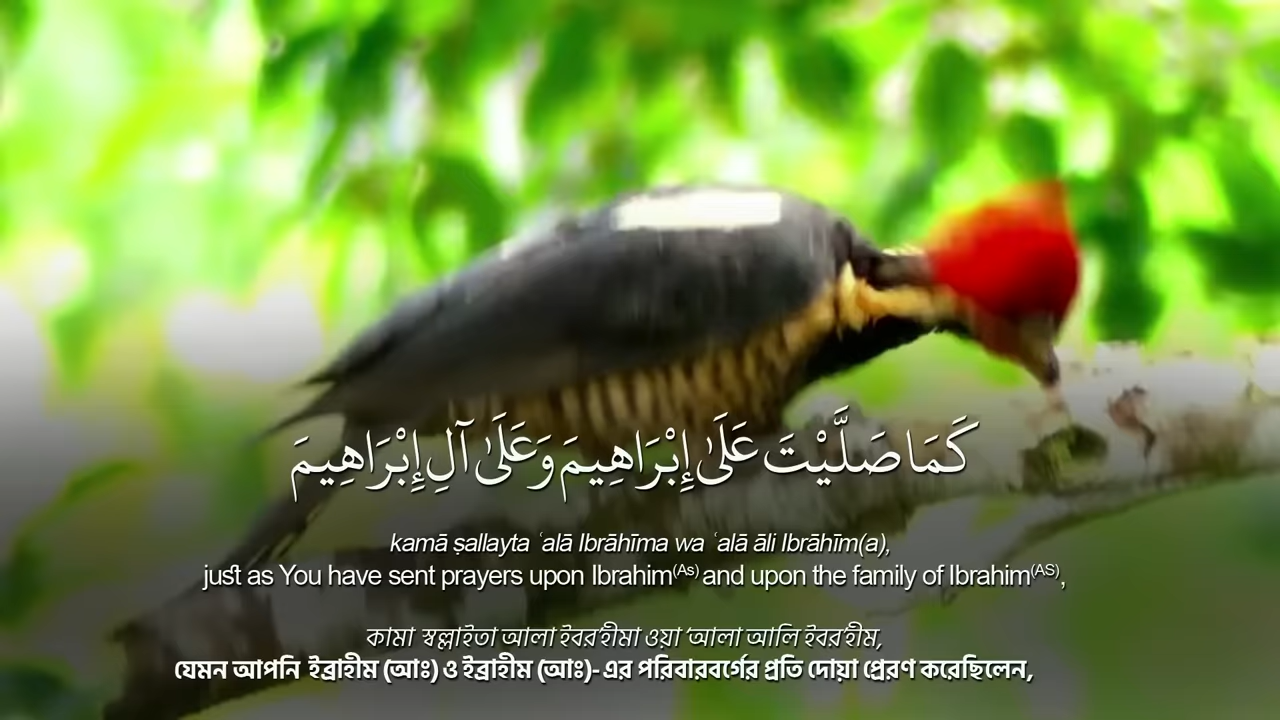 كَمَا صَلَّيْتَ عَلَىٰ إِبْرَاهِيمَ وَعَلَىٰ آلِ إِبْرَاهِيمَ
kamā ṣallayta ʿalā Ibrāhīma wa ʿalā āli Ibrāhīm(a),
just as You have sent prayers upon Ibrahim(As) and upon the family of Ibrahim(AS),
কামা স্বল্লাইতা আলা ইবর'হীমা ওয়া 'আলা আলি ইবর'হীম,
যেমন আপনি ইব্রাহীম (আঃ) ও ইব্রাহীম (আঃ)-এর পরিবারবর্গের প্রতি দোয়া প্রেরণ করেছিলেন,